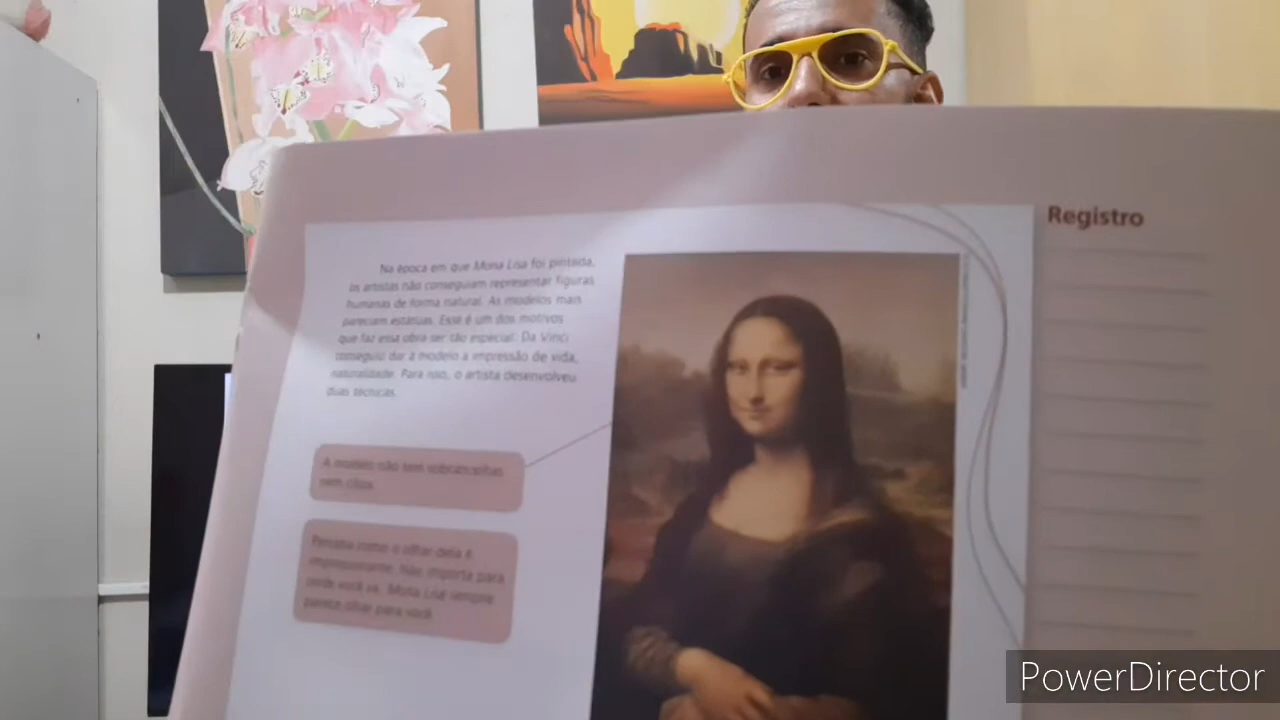 Registro
Na época em que Mona Lisa foi pintada,
os artistas não conseguiam representar figuras
humanas de forma natural. As modelos mais
pareciam estátuas. Esse é um dos motivos
que faz essa obra ser tão especial. Da Vinci
conseguiu dar à modelo a impressão de vida,
naturalidade. Para isso, o artista desenvolveu
duas técnicas.
A modelo não tem sobrancelhas
nem cílios.
Perceba como o olhar dela é
impressionante. Não importa para
onde você vá, Mona Lisa sempre
parece olhar para você.
PowerDirector